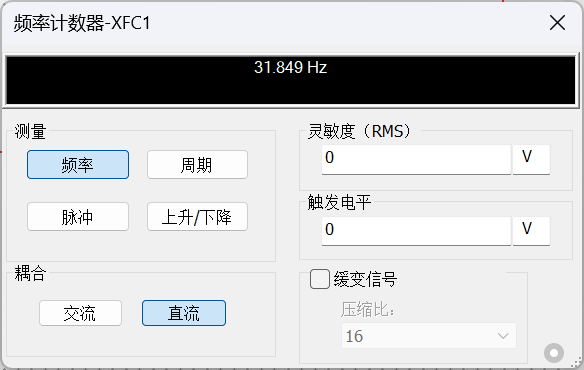 频率计数器-XFC1
31.849 Hz
测量
频率
周期
脉冲
上升/下降
耦合
交流
直流
灵敏度（RMS）
0
V
触发电平
0
V
缓变信号
压缩比：
16